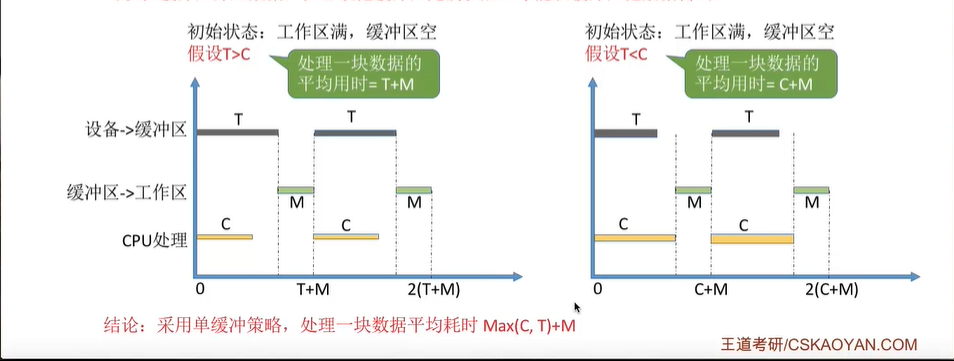 初始状态：工作区满，缓冲区空
假设T>C
处理一块数据的
平均用时= T+M
设备->缓冲区
T
T
缓冲区->工作区
M
M
CPU处理
C
C
0
T+M
2(T+M)
初始状态：工作区满，缓冲区空
假设T<C
处理一块数据的
平均用时= C+M
T
T
M
M
C
C
0
C+M
2(C+M)
结论：采用单缓冲策略，处理一块数据平均耗时 Max(C, T)+M
王道考研/CSKAOYAN.COM